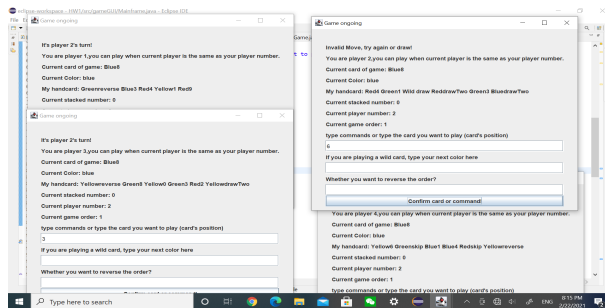 eclipse-workspace - HW1/src/gameGUI/Mainframe.java - Eclipse IDE
File
Game ongoing
It's player 2's turn!
You are player 1,you can play when current player is the same as your player number.
Current card of game: Blue8
Current Color: blue
My handcard: Greenreverse Blue3 Red4 Yellow1 Red9
Current stacked number: 0
Game ongoing
It's player 2's turn!
You are player 3,you can play when current player is the same as your player number.
Current card of game: Blue8
Current Color: blue
My handcard: Yellowreverse Green8 Yellow0 Green3 Red2 YellowdrawTwo
Current stacked number: 0
Current player number: 2
Current game order: 1
type commands or type the card you want to play (card's position)
3
If you are playing a wild card, type your next color here
Whether you want to reverse the order?
Game ongoing
Invalid Move, try again or draw!
You are player 2,you can play when current player is the same as your player number.
Current card of game: Blue8
Current Color: blue
My handcard: Red4 Green1 Wild draw ReddrawTwo Green3 BluedrawTwo
Current stacked number: 0
Current player number: 2
Current game order: 1
type commands or type the card you want to play (card's position)
6
If you are playing a wild card, type your next color here
Whether you want to reverse the order?
Confirm card or command
You are player 4,you can play when current player is the same as your player number.
Current card of game: Blue8
Current Color: blue
My handcard: Yellow6 Greenskip Blue1 Blue4 Redskip Yellowreverse
Current stacked number: 0
Current player number: 2
Current game order: 1
type commands or type the card you want to play (card's position)
Type here to search
ENG
8:15 PM
2/22/2021